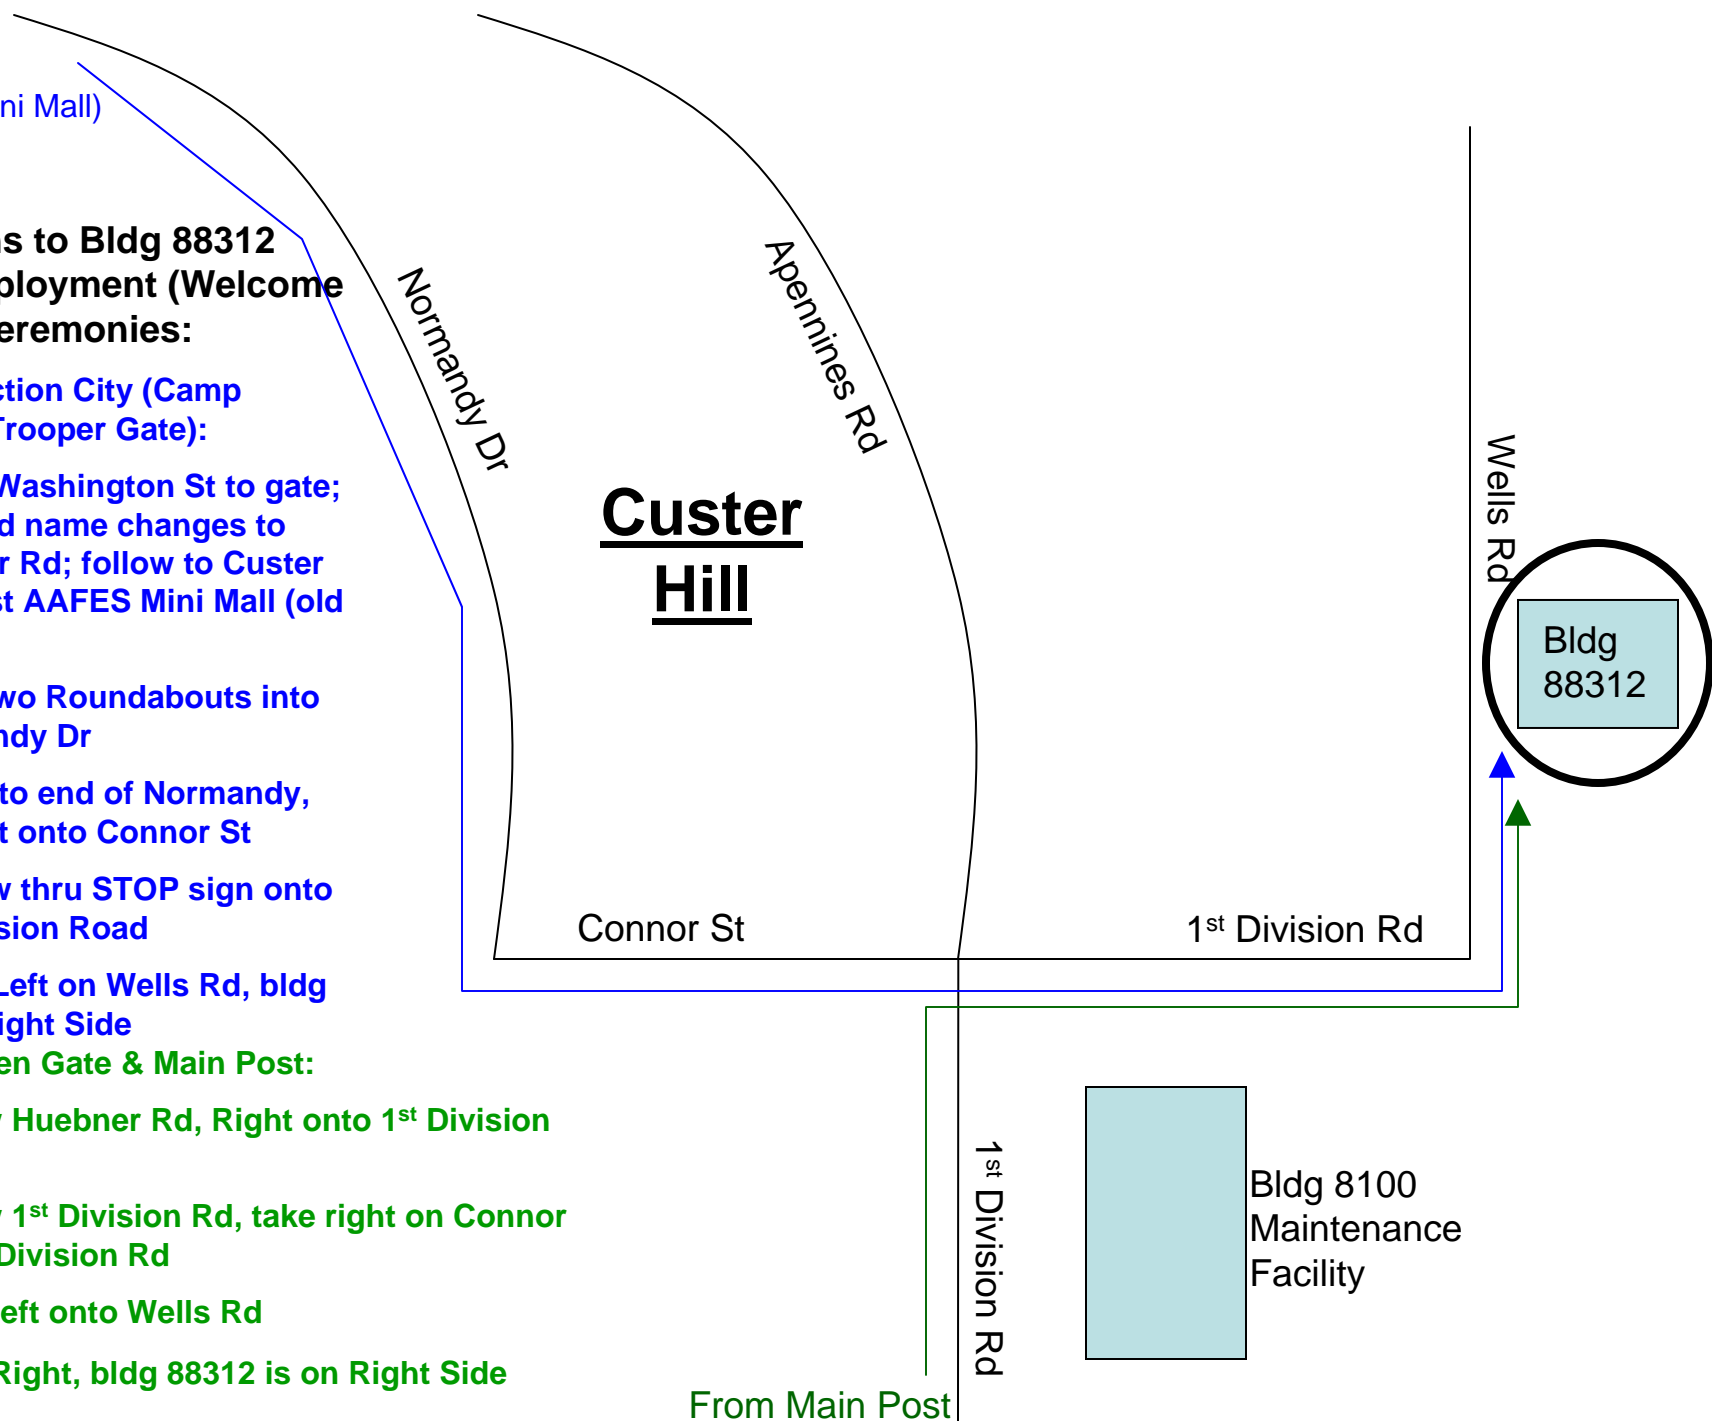 ni Mall)
ns to Bldg 88312
ployment (Welcome
eremonies:
ction City (Camp
Trooper Gate):
Washington St to gate;
d name changes to
r Rd; follow to Custer
st AAFES Mini Mall (old
wo Roundabouts into
ndy Dr
to end of Normandy,
t onto Connor St
w thru STOP sign onto
sion Road
Left on Wells Rd, bldg
ight Side
en Gate & Main Post:
y Huebner Rd, Right onto 1st Division
y 1st Division Rd, take right on Connor
Division Rd
eft onto Wells Rd
Right, bldg 88312 is on Right Side
Normandy Dr
Apennines Rd
Custer
Hill
Wells Rd
Bldg
88312
Connor St
1st Division Rd
1st Division Rd
Bldg 8100
Maintenance
Facility
From Main Post